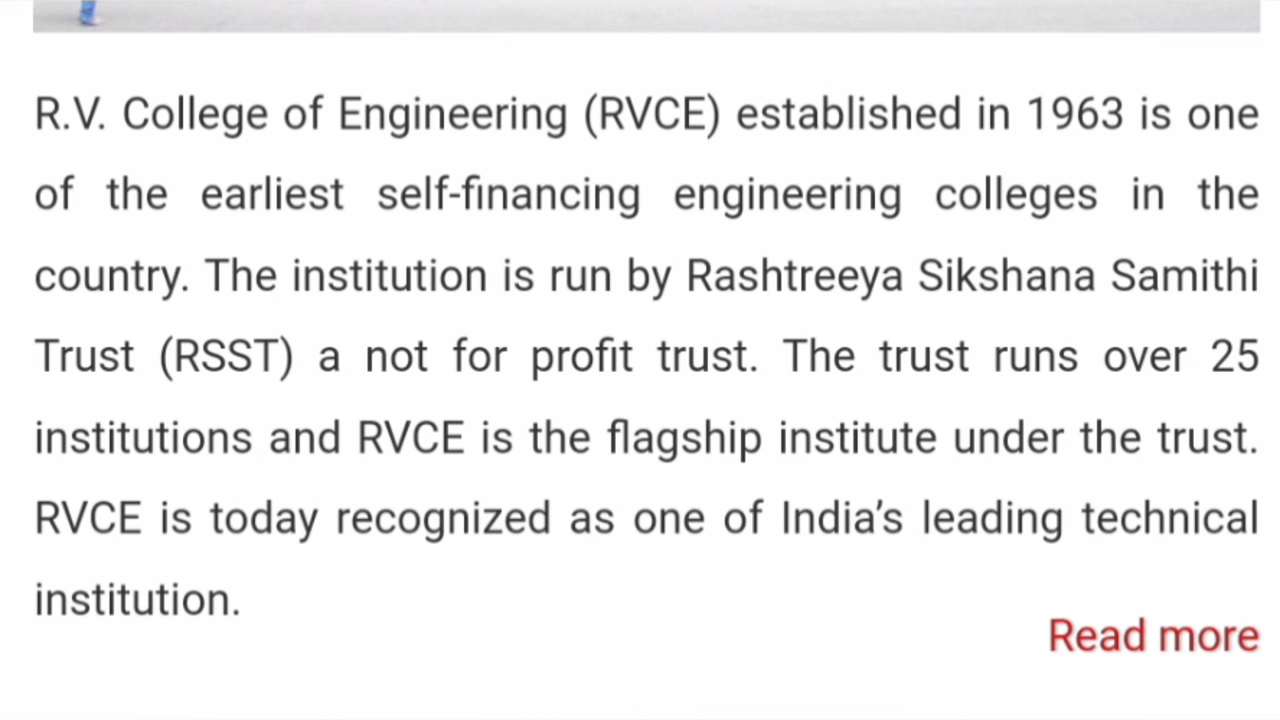 R.V. College of Engineering (RVCE) established in 1963 is one
of the earliest self-financing engineering colleges in the
country. The institution is run by Rashtreeya Sikshana Samithi
Trust (RSST) a not for profit trust. The trust runs over 25
institutions and RVCE is the flagship institute under the trust.
RVCE is today recognized as one of India’s leading technical
institution.
Read more